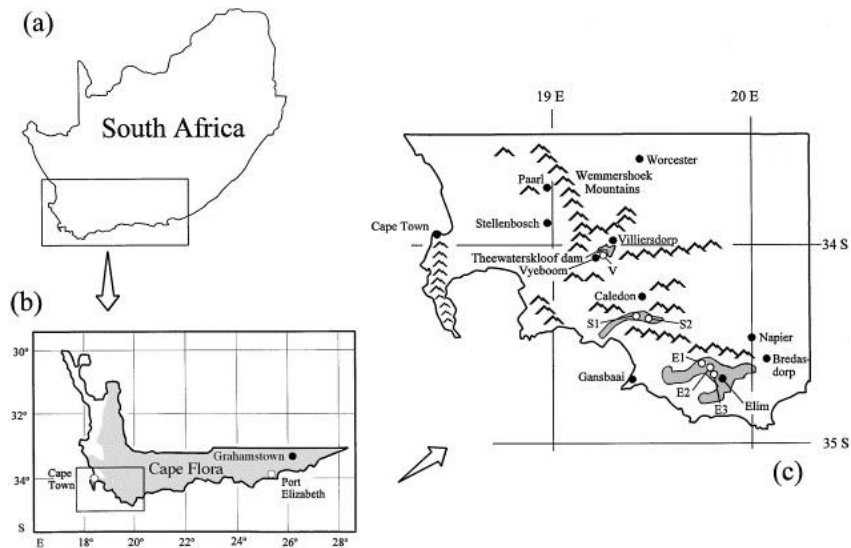 (a)
South Africa
(b)
30°
32°
34°
S
E
18°
20°
22°
24°
26°
28°
Grahamstown
Cape Flora
Cape
Town
Port
Elizabeth
19 E
20 E
Worcester
Wemmershoek
Mountains
Paarl
Stellenbosch
Cape Town
Villiersdorp
34 S
Theewaterskloof dam
Vyeboom
V
Caledon
S1
S2
Napier
Bredas-
dorp
E1
Gansbaai
E2
E3
Elim
35 S
(c)